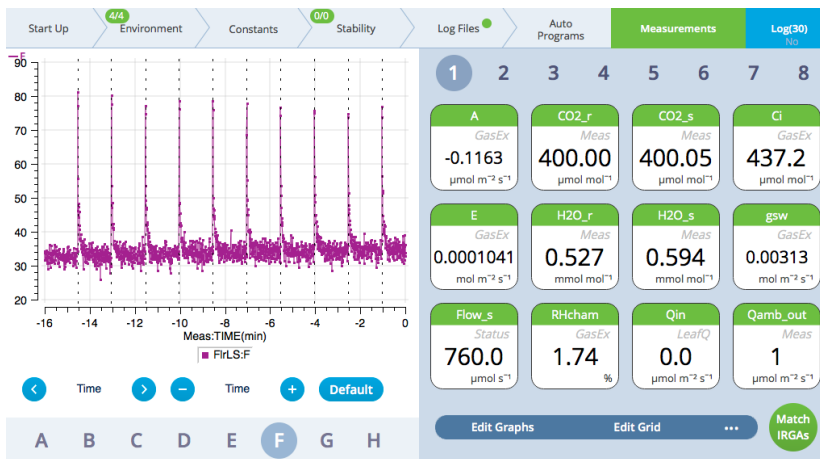 4/4
0/0
Start Up
Environment
Constants
Stability
Log Files
Auto
Programs
Measurements
Log(30)
No
F
90
80
70
60
50
40
30
20
-16
-14
-12
-10
-8
-6
-4
-2
0
Meas:TIME(min)
FlrLS:F
Time
Time
Default
A B C D E F G H
1 2 3 4 5 6 7 8
A
GasEx
-0.1163
µmol m⁻² s⁻¹
CO2_r
Meas
400.00
µmol mol⁻¹
CO2_s
Meas
400.05
µmol mol⁻¹
Ci
GasEx
437.2
µmol mol⁻¹
E
GasEx
0.0001041
mol m⁻² s⁻¹
H2O_r
Meas
0.527
mmol mol⁻¹
H2O_s
Meas
0.594
mmol mol⁻¹
gsw
GasEx
0.00313
mol m⁻² s⁻¹
Flow_s
Status
760.0
µmol s⁻¹
RHcham
GasEx
1.74
%
Qin
LeafQ
0.0
µmol m⁻² s⁻¹
Qamb_out
Meas
1
µmol m⁻² s⁻¹
Edit Graphs
Edit Grid
•••
Match
IRGAs